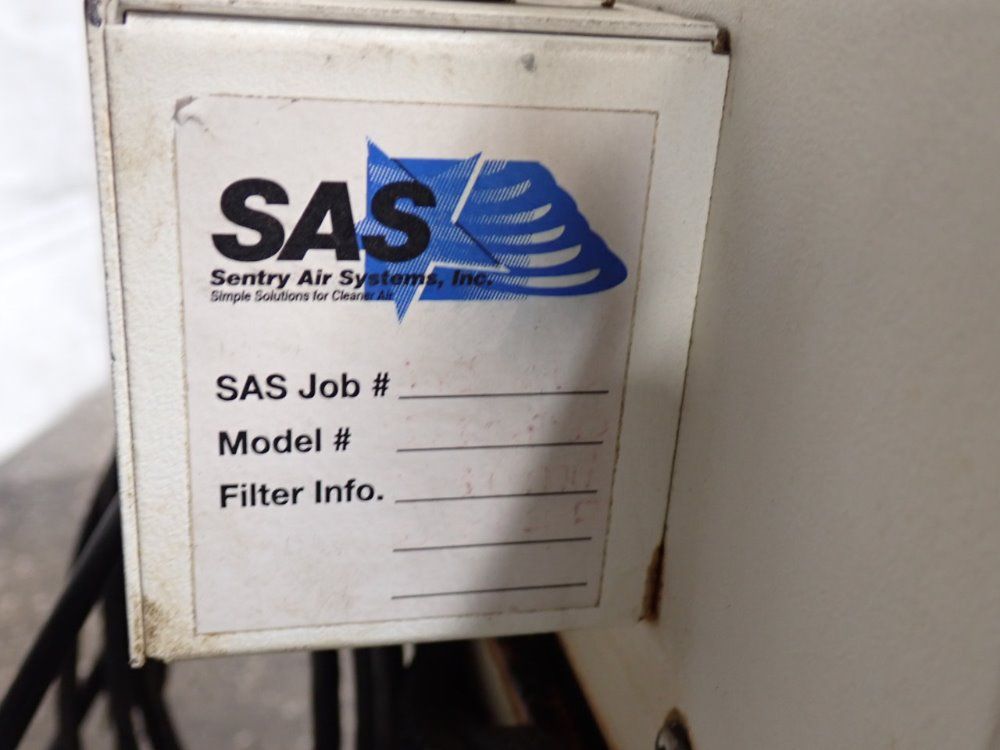 SAS
Sentry Air Systems, Inc.
Simple Solutions for Cleaner Air
SAS Job #
Model #
Filter Info.